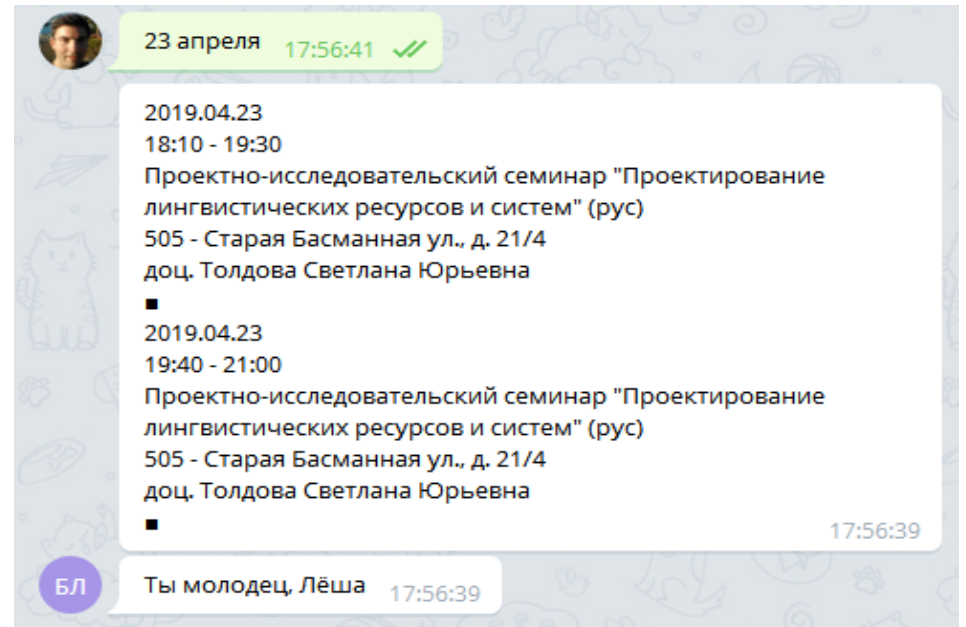 23 апреля 17:56:41
2019.04.23
18:10 - 19:30
Проектно-исследовательский семинар "Проектирование
лингвистических ресурсов и систем" (рус)
505 - Старая Басманная ул., д. 21/4
доц. Толдова Светлана Юрьевна
■
2019.04.23
19:40 - 21:00
Проектно-исследовательский семинар "Проектирование
лингвистических ресурсов и систем" (рус)
505 - Старая Басманная ул., д. 21/4
доц. Толдова Светлана Юрьевна
■
17:56:39
БЛ
Ты молодец, Лёша 17:56:39